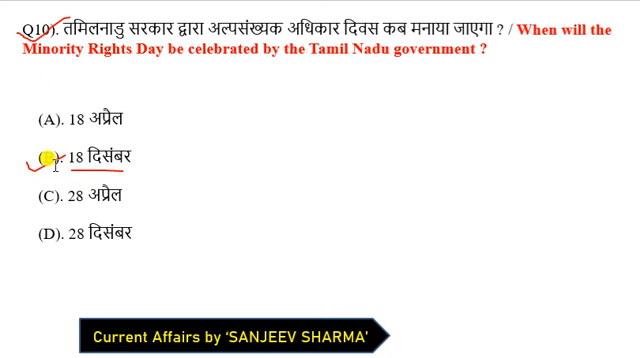 Q10). तमिलनाडु सरकार द्वारा अल्पसंख्यक अधिकार दिवस कब मनाया जाएगा ? / When will the
Minority Rights Day be celebrated by the Tamil Nadu government ?
(A). 18 अप्रैल
(B). 18 दिसंबर
(C). 28 अप्रैल
(D). 28 दिसंबर
Current Affairs by ‘SANJEEV SHARMA’